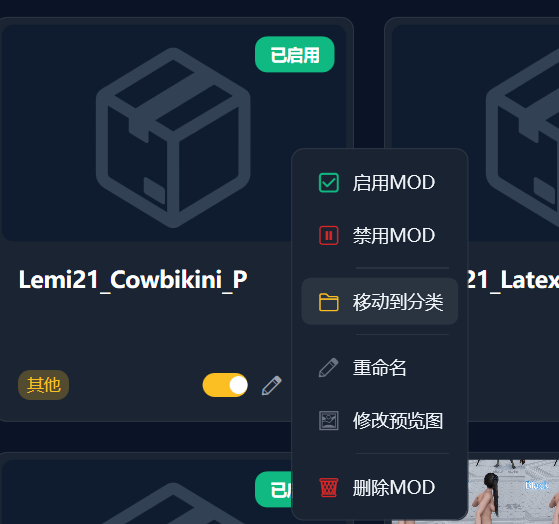 已启用
启用MOD
禁用MOD
Lemi21_Cowbikini_P
21_Latex
移动到分类
重命名
其他
修改预览图
删除MOD